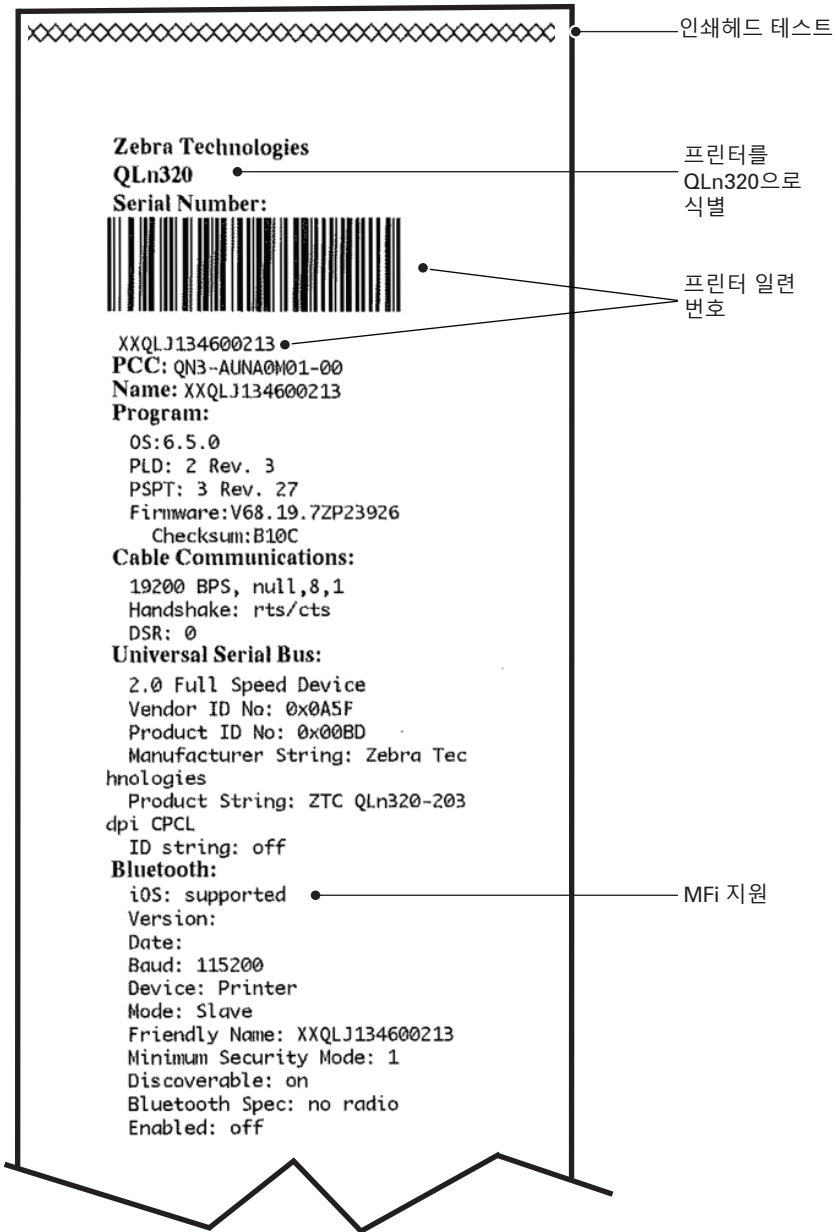 인쇄헤드 테스트
Zebra Technologies
QLn320
Serial Number:
프린터를
QLn320으로
식별
프린터 일련
번호
XXQLJ134600213
PCC: QN3-AUNA0M01-00
Name: XXQLJ134600213
Program:
OS:6.5.0
PLD: 2 Rev. 3
PSPT: 3 Rev. 27
Firmware:V68.19.7ZP23926
Checksum:B10C
Cable Communications:
19200 BPS, null,8,1
Handshake: rts/cts
DSR: 0
Universal Serial Bus:
2.0 Full Speed Device
Vendor ID No: 0x0A5F
Product ID No: 0x00BD
Manufacturer String: Zebra Tec
hnologies
Product String: ZTC QLn320-203
dpi CPCL
ID string: off
Bluetooth:
iOS: supported
MFi 지원
Version:
Date:
Baud: 115200
Device: Printer
Mode: Slave
Friendly Name: XXQLJ134600213
Minimum Security Mode: 1
Discoverable: on
Bluetooth Spec: no radio
Enabled: off